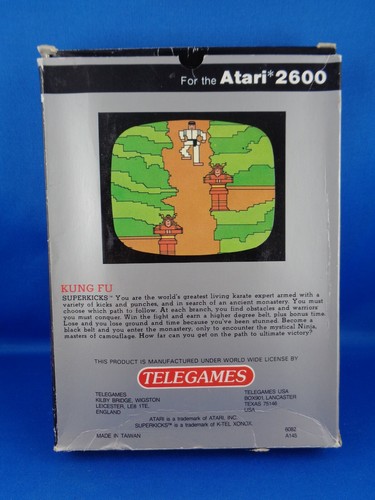 For the Atari* 2600
KUNG FU
SUPERKICKS™ You are the world's greatest living karate expert armed with a
variety of kicks and punches, and in search of an ancient monastery. You must
choose which path to follow. At each branch, you find obstacles and warriors
you must conquer. Win the fight and earn a higher degree belt, plus bonus time.
Lose and you lose ground and time because you've been stunned. Become a
black belt and you enter the monastery, only to encounter the mystical Ninja,
masters of camouflage. How far can you get on the path to ultimate victory?
THIS PRODUCT IS MANUFACTURED UNDER WORLD WIDE LICENSE BY
TELEGAMES
TELEGAMES TELEGAMES USA
KILBY BRIDGE, WIGSTON BOX901, LANCASTER
LEICESTER, LE8 1TE, TEXAS 75146
ENGLAND USA
ATARI is a trademark of ATARI, INC.
SUPERKICKS™ is a trademark of K-TEL XONOX.
MADE IN TAIWAN
6082
A145